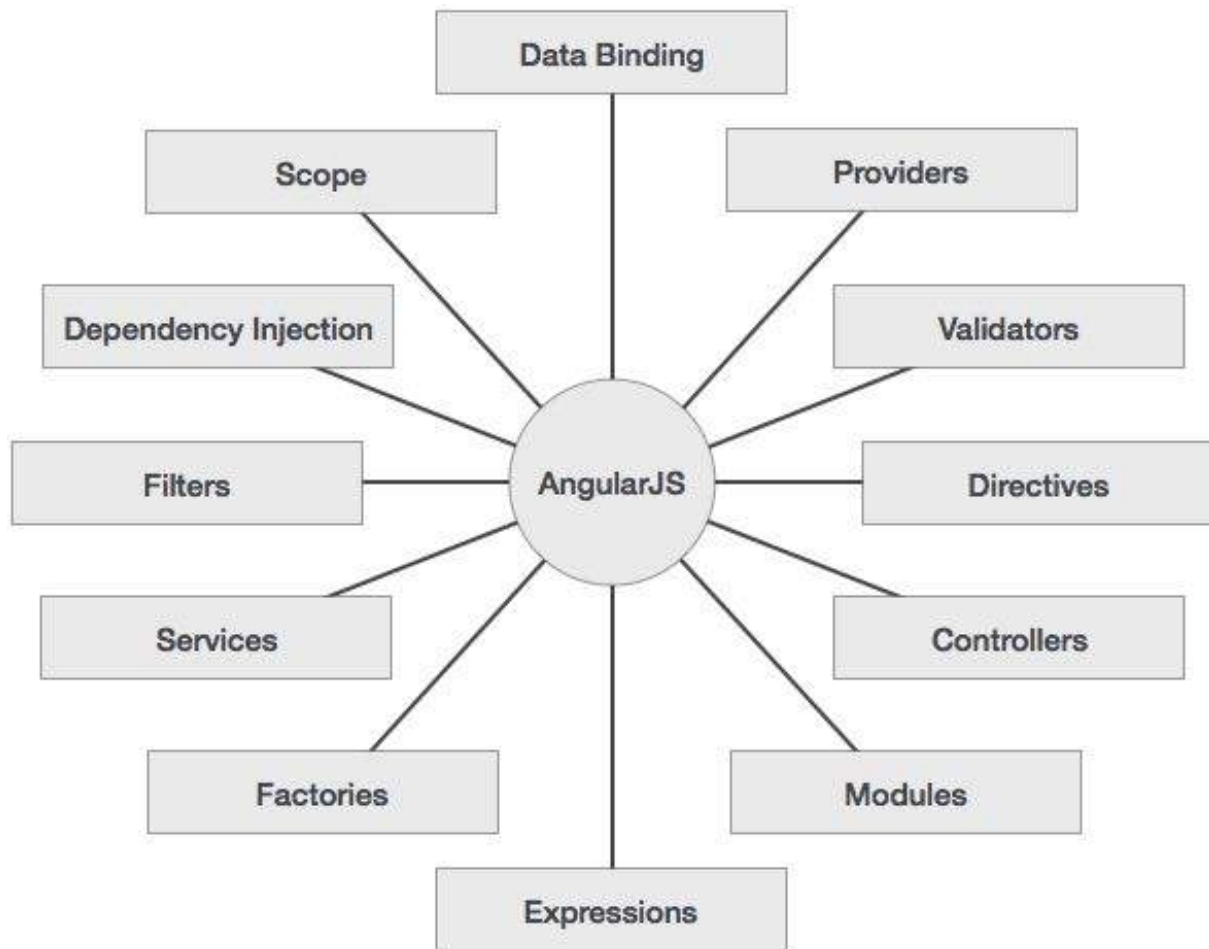 Data Binding
Scope
Providers
Dependency Injection
Validators
Filters
AngularJS
Directives
Services
Controllers
Factories
Modules
Expressions